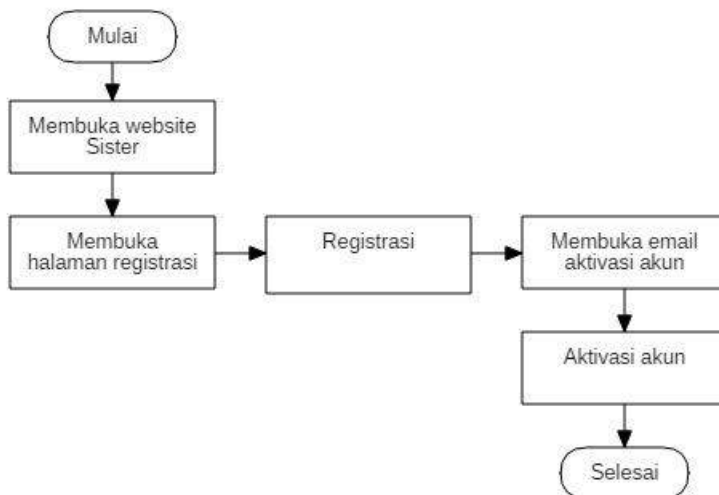 Mulai
Membuka website
Sister
Membuka
halaman registrasi
Registrasi
Membuka email
aktivasi akun
Aktivasi akun
Selesai